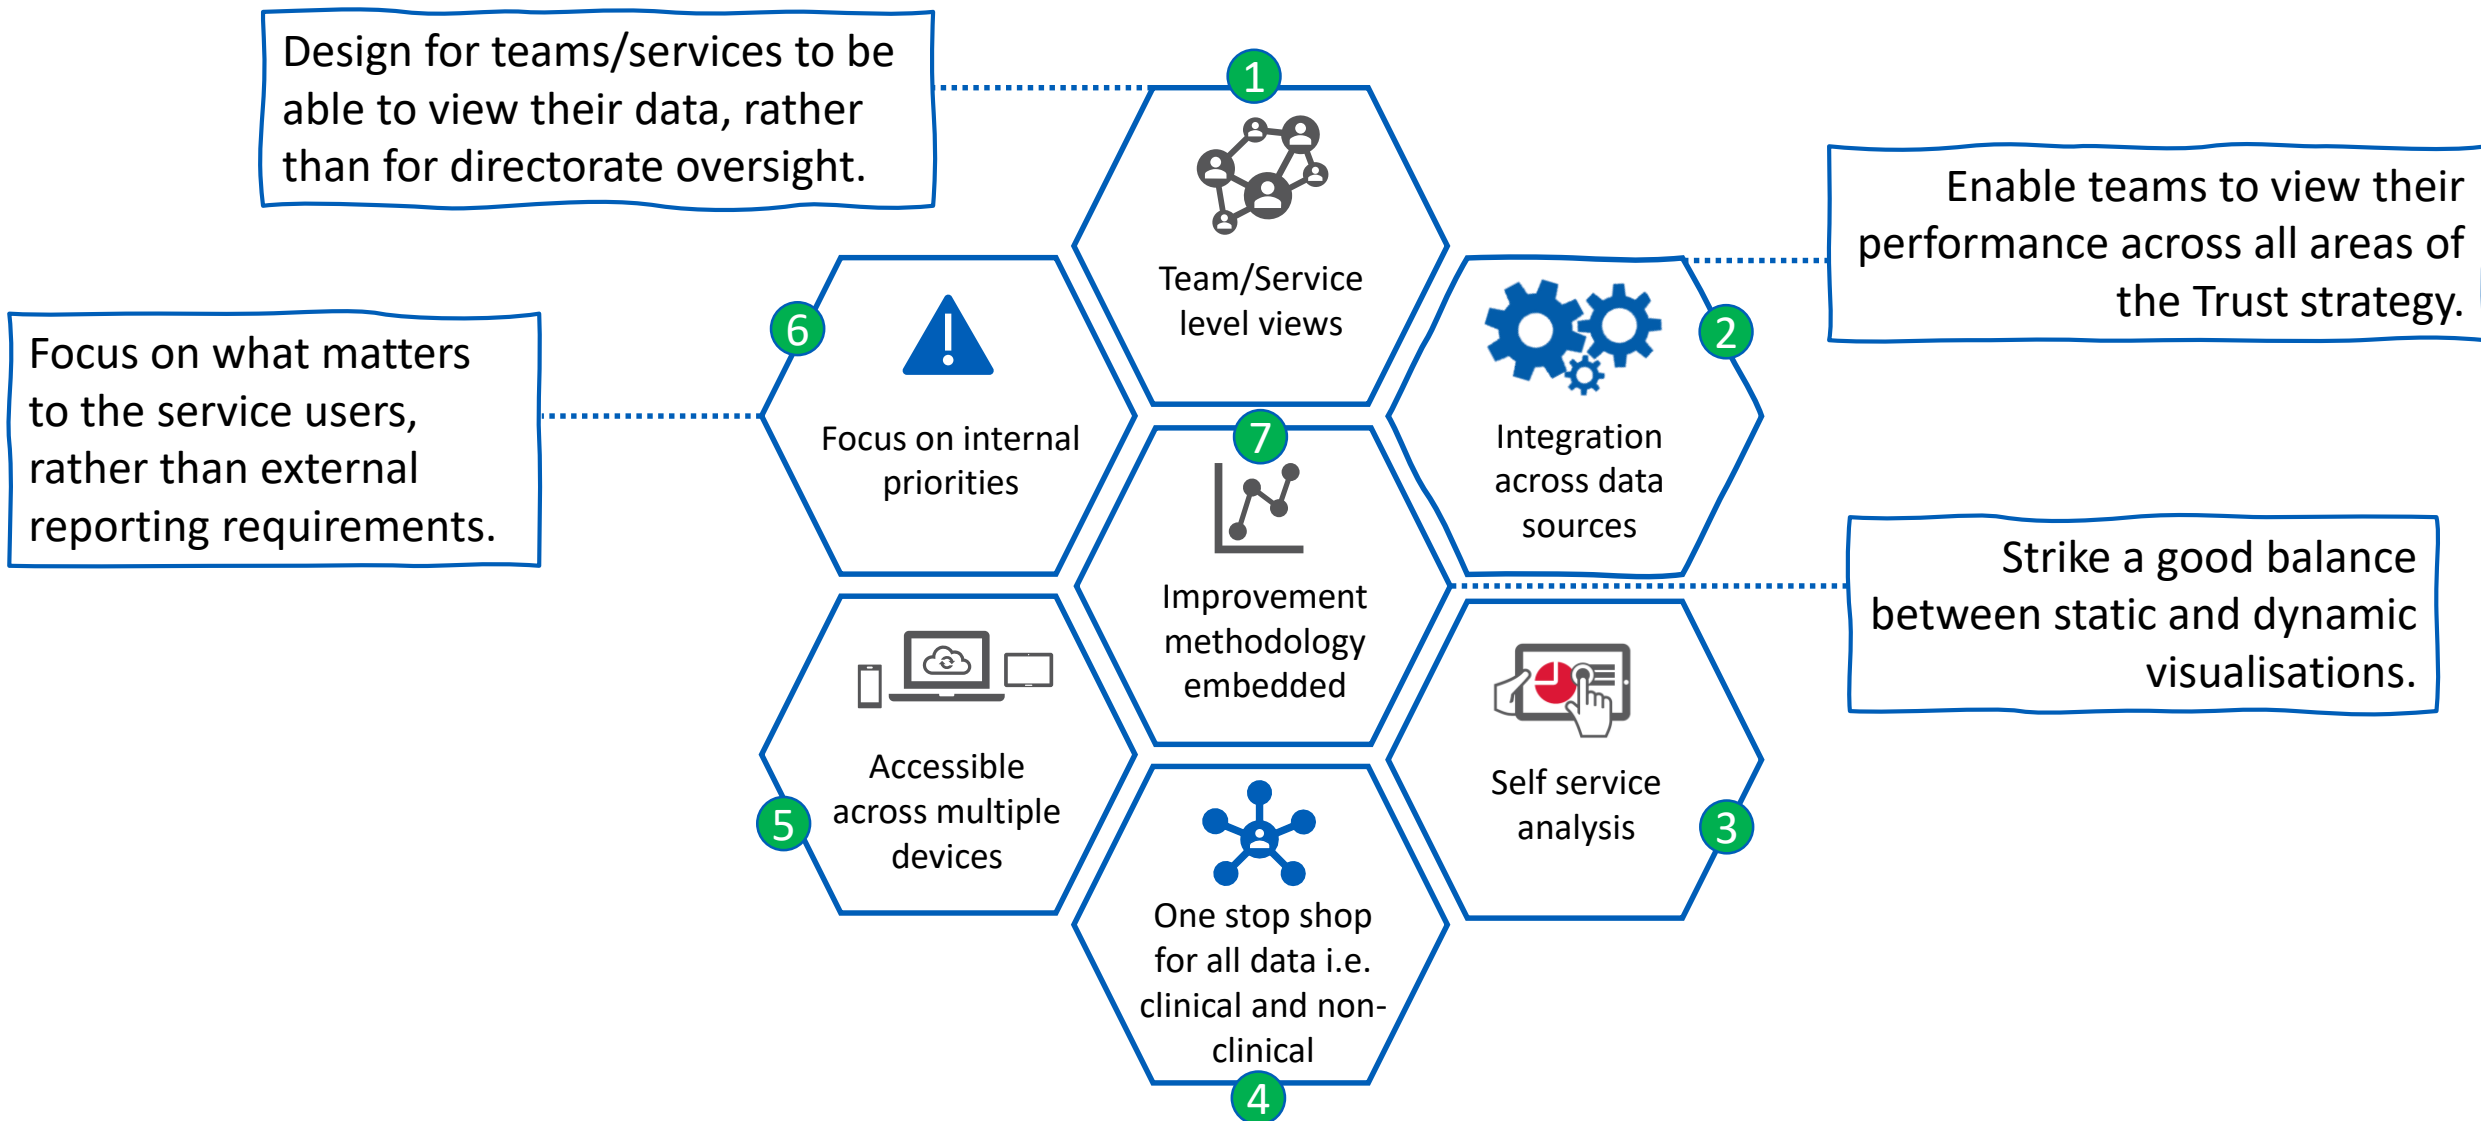 Design for teams/services to be
able to view their data, rather
than for directorate oversight.
1
Team/Service
level views
Enable teams to view their
performance across all areas of
the Trust strategy.
2
Integration
across data
sources
6
Focus on internal
priorities
Focus on what matters
to the service users,
rather than external
reporting requirements.
7
Improvement
methodology
embedded
Strike a good balance
between static and dynamic
visualisations.
3
Self service
analysis
5
Accessible
across multiple
devices
One stop shop
for all data i.e.
clinical and non-
clinical
4